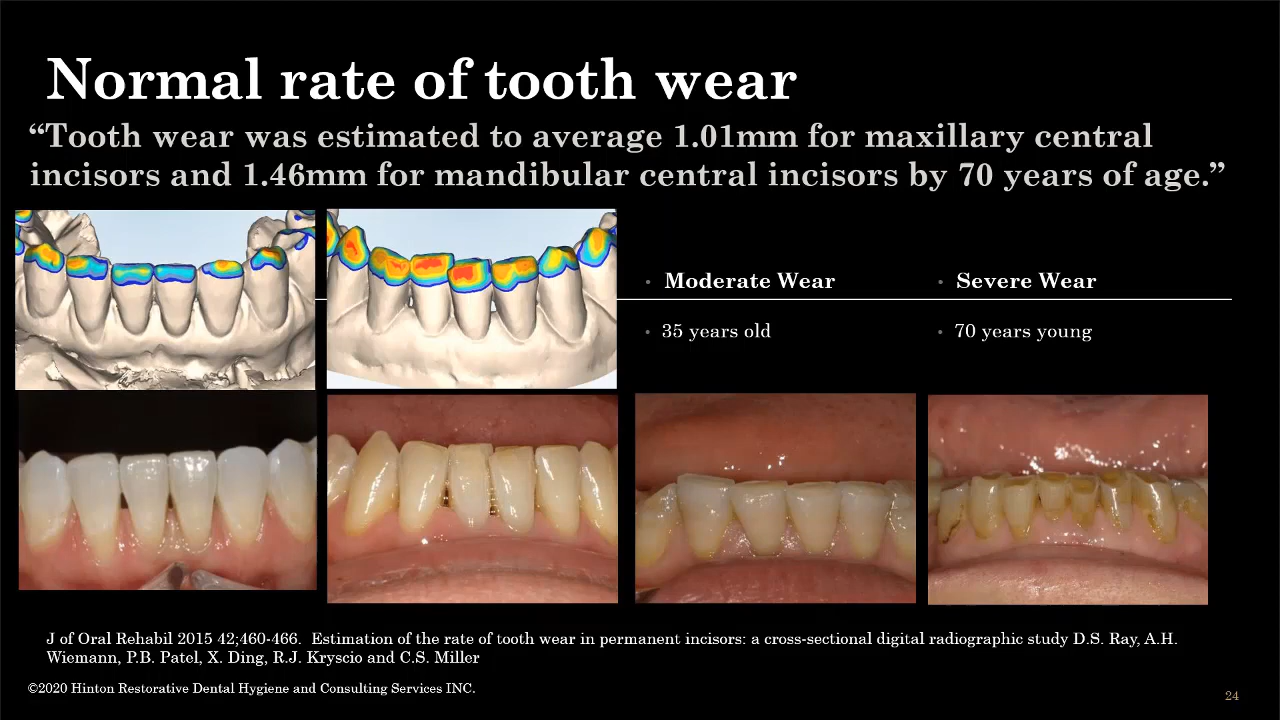 Normal rate of tooth wear
“Tooth wear was estimated to average 1.01mm for maxillary central
incisors and 1.46mm for mandibular central incisors by 70 years of age.”
• Moderate Wear
• Severe Wear
• 35 years old
• 70 years young
J of Oral Rehabil 2015 42;460-466.  Estimation of the rate of tooth wear in permanent incisors: a cross-sectional digital radiographic study D.S. Ray, A.H.
Wiemann, P.B. Patel, X. Ding, R.J. Kryscio and C.S. Miller
©2020 Hinton Restorative Dental Hygiene and Consulting Services INC.
24